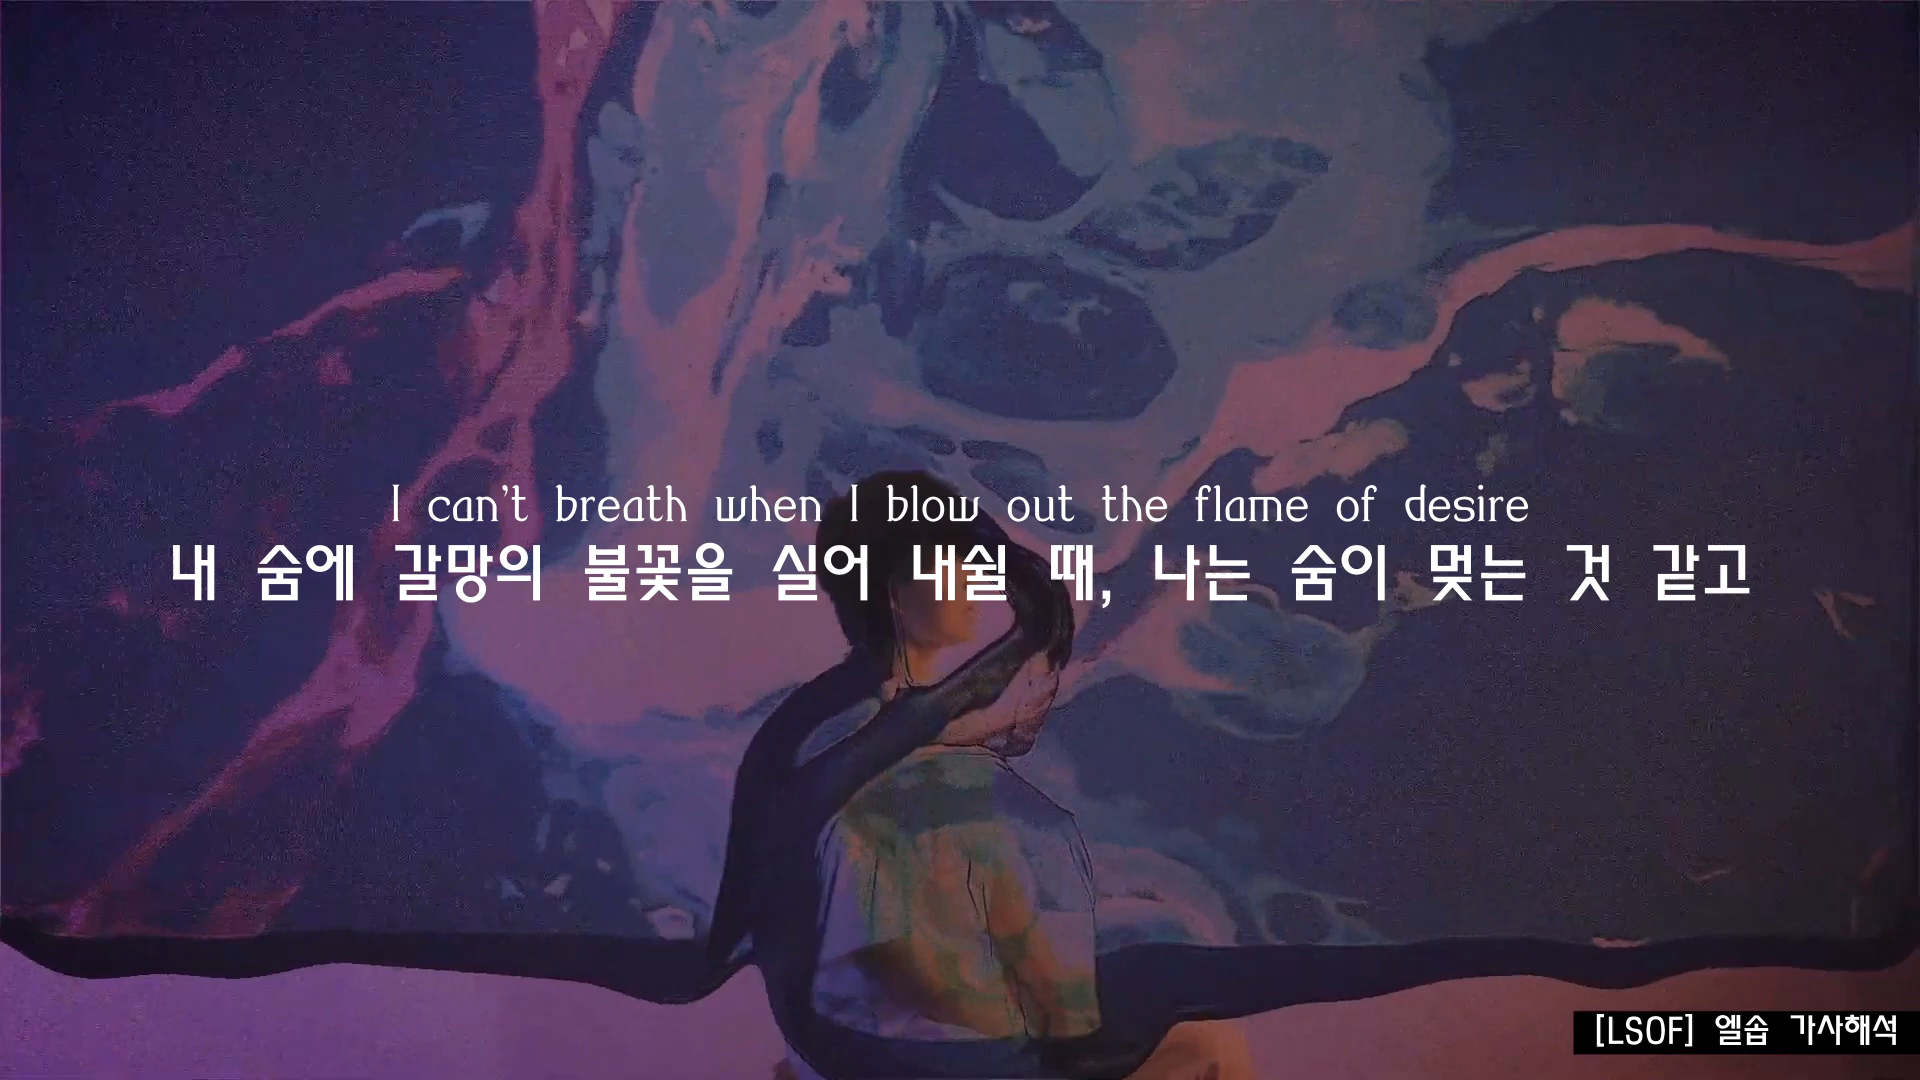 I can't breath when I blow out the flame of desire
내 숨에 갈망의 불꽃을 실어 내쉴 때, 나는 숨이 멎는 것 같고
[LSOF] 엘솝 가사해석